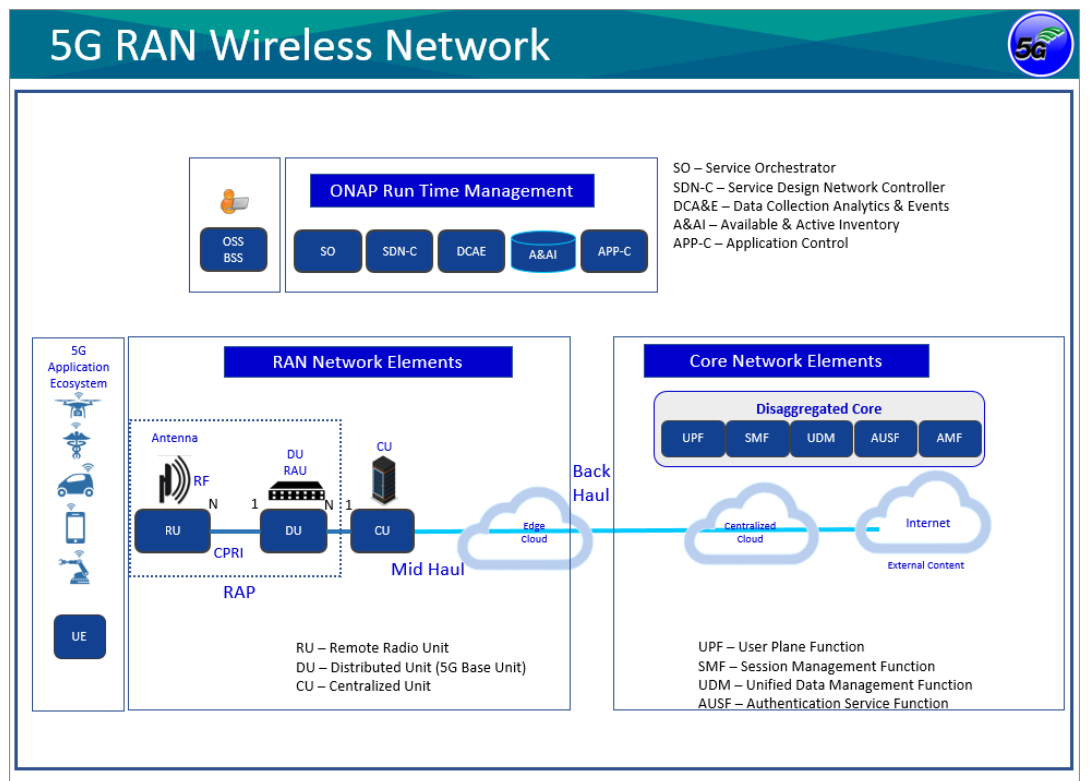 5G RAN Wireless Network
5G
OSS
BSS
ONAP Run Time Management
SO
SDN-C
DCAE
A&AI
APP-C
SO – Service Orchestrator
SDN-C – Service Design Network Controller
DCA&E – Data Collection Analytics & Events
A&AI – Available & Active Inventory
APP-C – Application Control
5G
Application
Ecosystem
UE
RAN Network Elements
Antenna
RF
DU
RAU
CU
N
1
N
1
RU
DU
CU
CPRI
RAP
Mid Haul
Edge
Cloud
Back
Haul
RU – Remote Radio Unit
DU – Distributed Unit (5G Base Unit)
CU – Centralized Unit
Core Network Elements
Disaggregated Core
UPF
SMF
UDM
AUSF
AMF
Centralized
Cloud
Internet
External Content
UPF – User Plane Function
SMF – Session Management Function
UDM – Unified Data Management Function
AUSF – Authentication Service Function